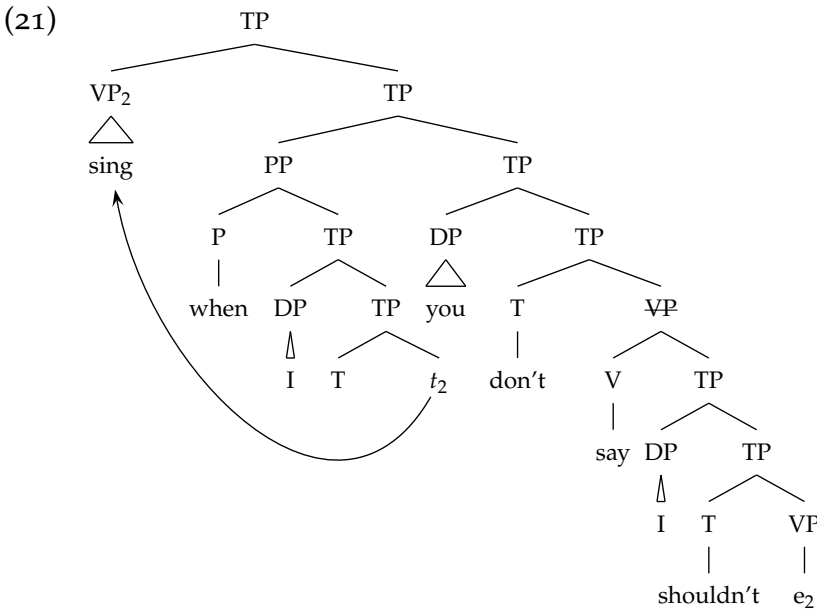 (21) TP
VP₂ TP
sing PP TP
P TP DP TP
when DP TP you T VP
I T t₂ don't V TP
say DP TP
I T VP
shouldn't e₂